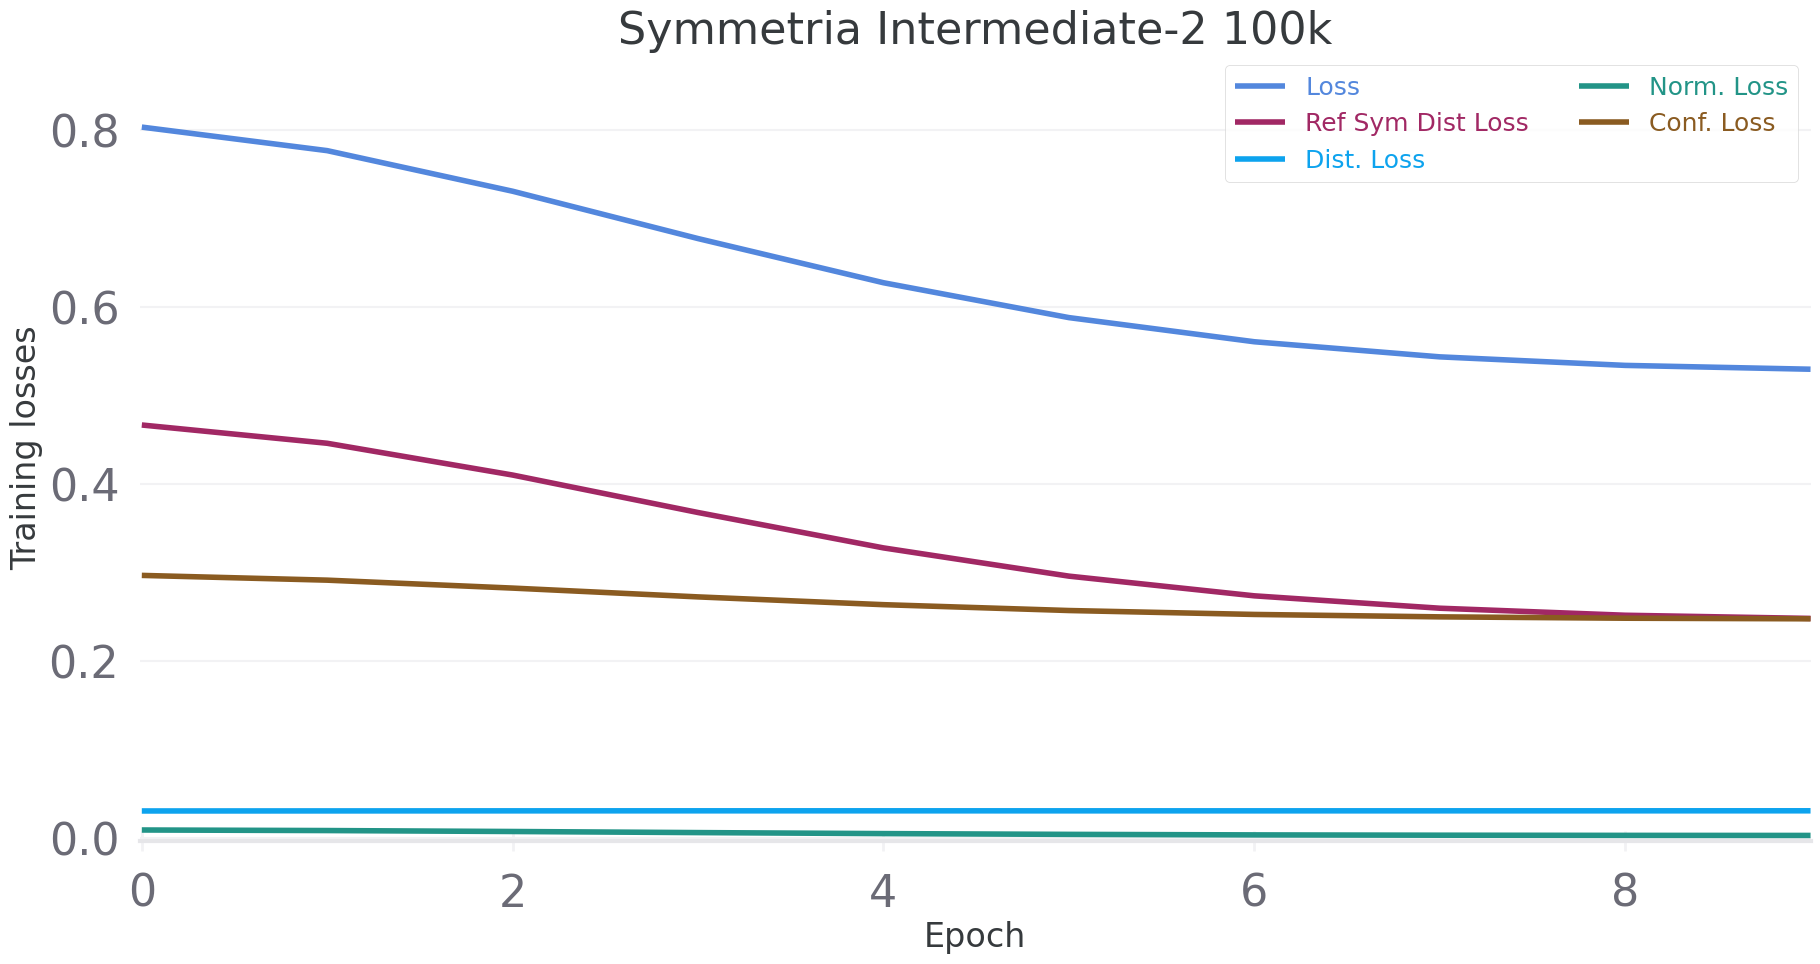 Symmetria Intermediate-2 100k
Loss
Ref Sym Dist Loss
Dist. Loss
Norm. Loss
Conf. Loss
Training losses
0.8
0.6
0.4
0.2
0.0
0 2 4 6 8
Epoch